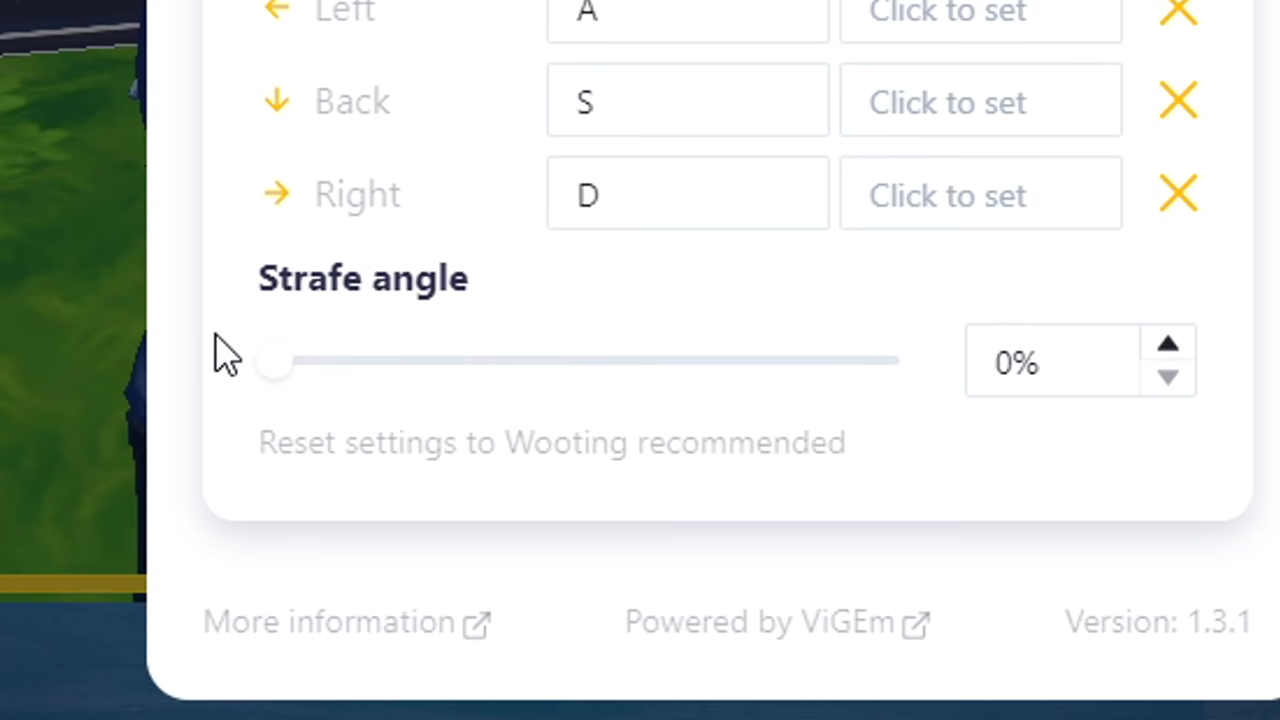 Left A Click to set
Back S Click to set
Right D Click to set
Strafe angle
0%
Reset settings to Wooting recommended
More information Powered by ViGEm Version: 1.3.1